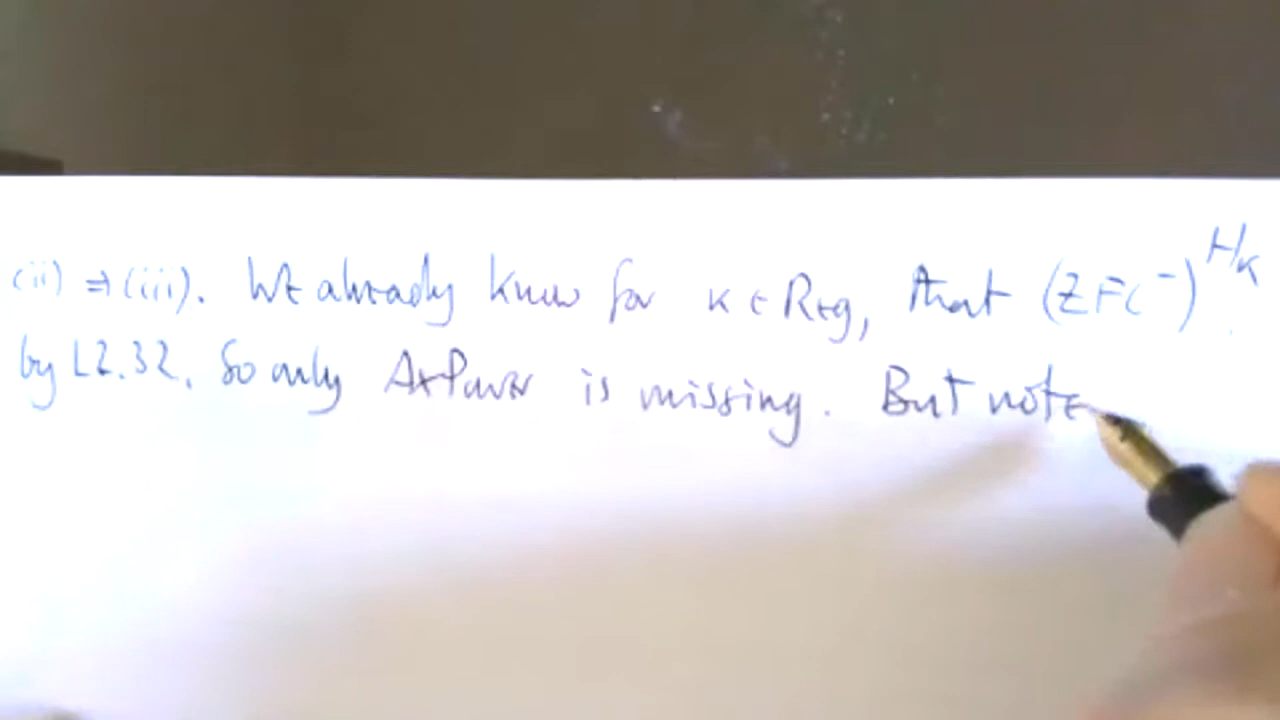 (ii) ⇒ (iii). We already know for κ ∈ Reg, that (ZFC⁻)^{H_κ}
by L2.32. So only AxPower is missing. But note